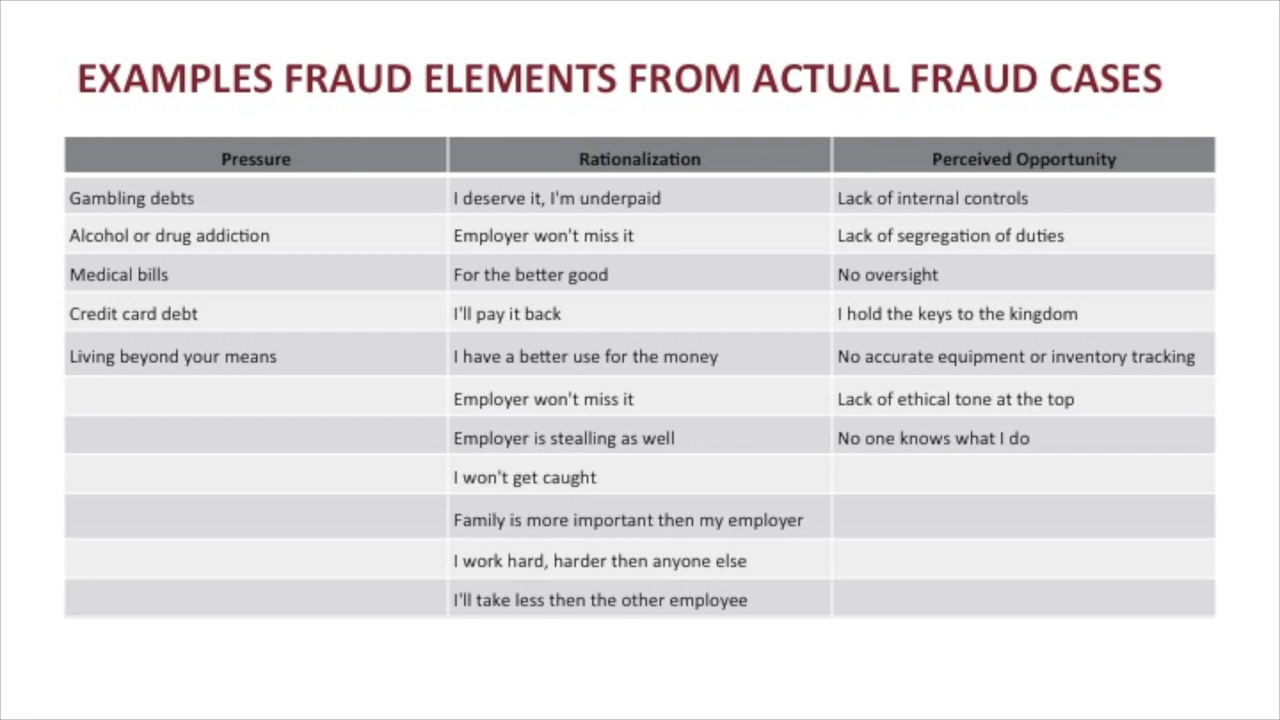 EXAMPLES FRAUD ELEMENTS FROM ACTUAL FRAUD CASES
Pressure Rationalization Perceived Opportunity
Gambling debts I deserve it, I'm underpaid Lack of internal controls
Alcohol or drug addiction Employer won't miss it Lack of segregation of duties
Medical bills For the better good No oversight
Credit card debt I'll pay it back I hold the keys to the kingdom
Living beyond your means I have a better use for the money No accurate equipment or inventory tracking
Employer won't miss it Lack of ethical tone at the top
Employer is stealling as well No one knows what I do
I won't get caught
Family is more important then my employer
I work hard, harder then anyone else
I'll take less then the other employee